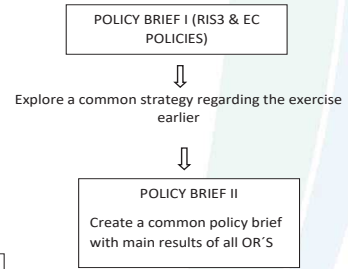 POLICY BRIEF I (RIS3 & EC
POLICIES)
Explore a common strategy regarding the exercise
earlier
POLICY BRIEF II
Create a common policy brief
with main results of all OR´S